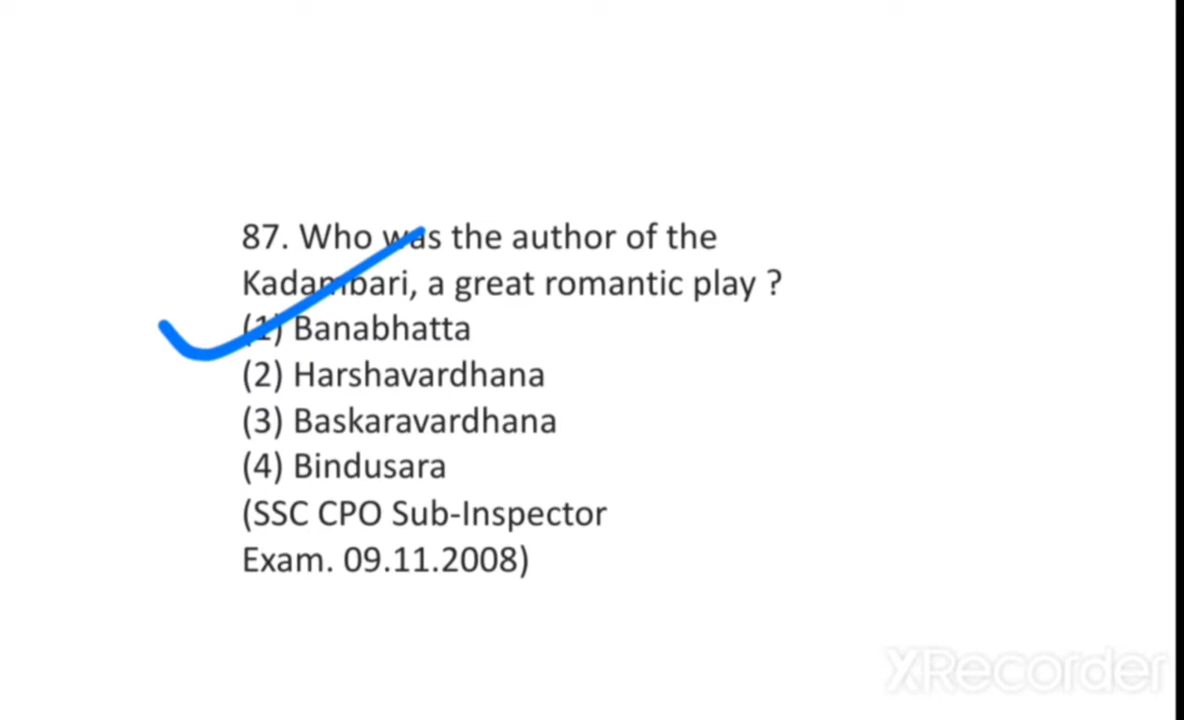 87. Who was the author of the
Kadambari, a great romantic play ?
(1) Banabhatta
(2) Harshavardhana
(3) Baskaravardhana
(4) Bindusara
(SSC CPO Sub-Inspector
Exam. 09.11.2008)
XRecorder